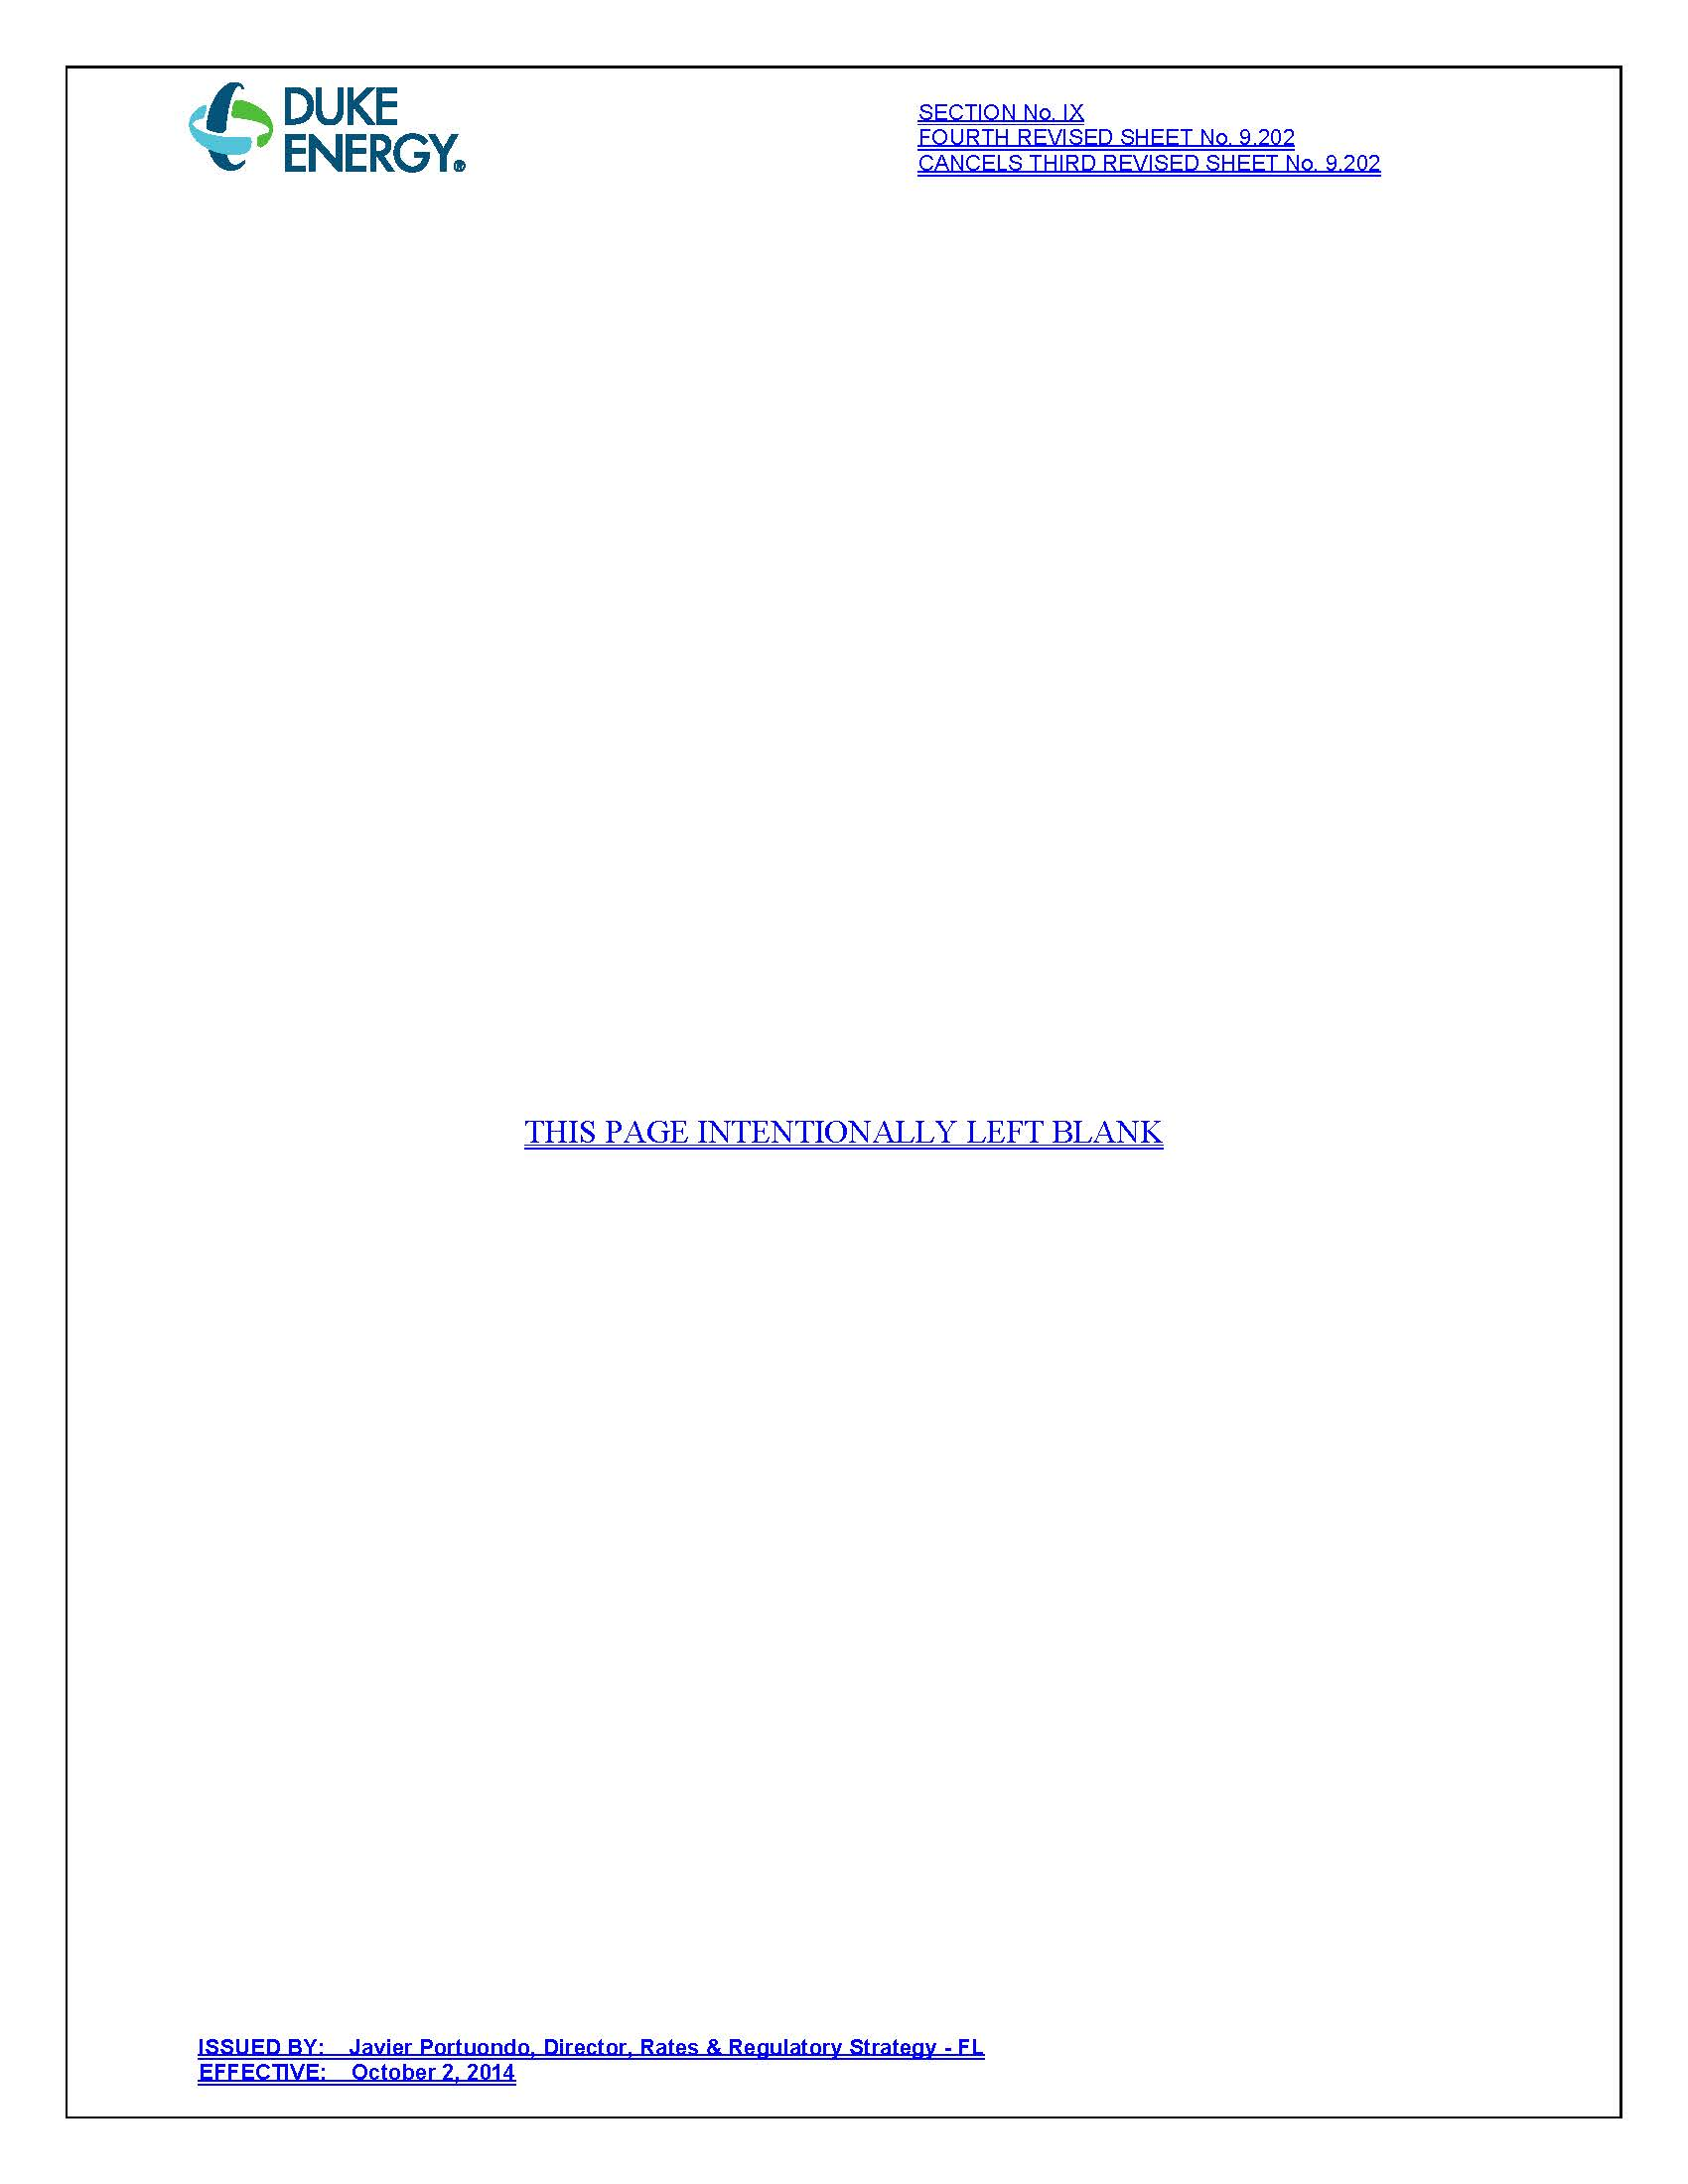 DUKE
ENERGY®
SECTION No. IX
FOURTH REVISED SHEET No. 9.202
CANCELS THIRD REVISED SHEET No. 9.202
THIS PAGE INTENTIONALLY LEFT BLANK
ISSUED BY: Javier Portuondo, Director, Rates & Regulatory Strategy - FL
EFFECTIVE: October 2, 2014